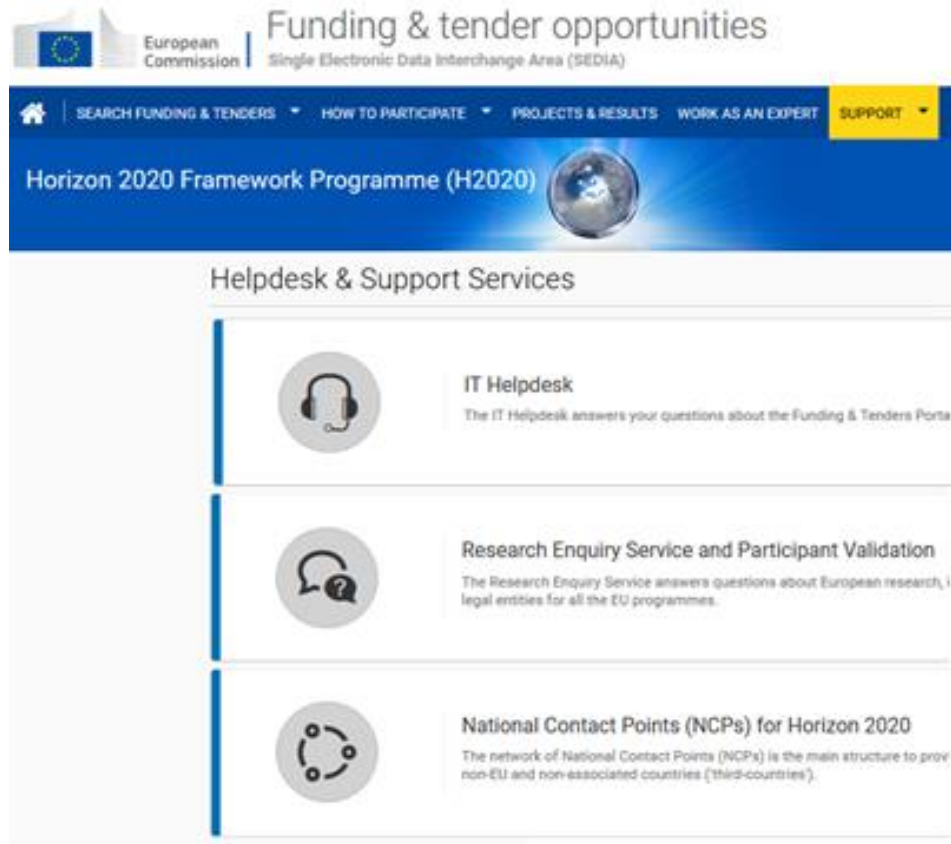 Funding & tender opportunities
European
Commission
Single Electronic Data Interchange Area (SEDIA)
SEARCH FUNDING & TENDERS HOW TO PARTICIPATE PROJECTS & RESULTS WORK AS AN EXPERT SUPPORT
Horizon 2020 Framework Programme (H2020)
Helpdesk & Support Services
IT Helpdesk
The IT Helpdesk answers your questions about the Funding & Tenders Porta
Research Enquiry Service and Participant Validation
The Research Enquiry Service answers questions about European research, i
legal entities for all the EU programmes.
National Contact Points (NCPs) for Horizon 2020
The network of National Contact Points (NCPs) is the main structure to prov
non-EU and non-associated countries ('third-countries').